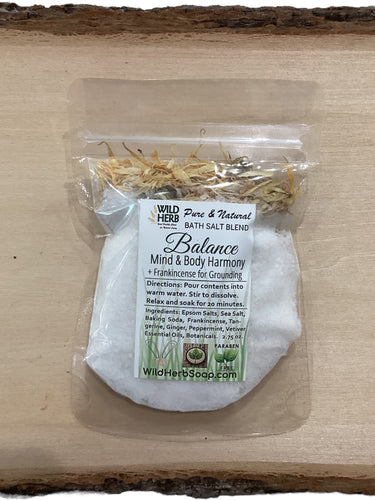 WILD
HERB
Pure & Natural
BATH SALT BLEND
Balance
Mind & Body Harmony
+ Frankincense for Grounding
Directions: Pour contents into
warm water. Stir to dissolve.
Relax and soak for 20 minutes.
Ingredients: Epsom Salts, Sea Salt,
Baking Soda, Frankincense, Tan-
gerine, Ginger, Peppermint, Vetiver
Essential Oils, Botanicals. 2.75 oz.
PARABEN
FREE
WildHerbSoap.com